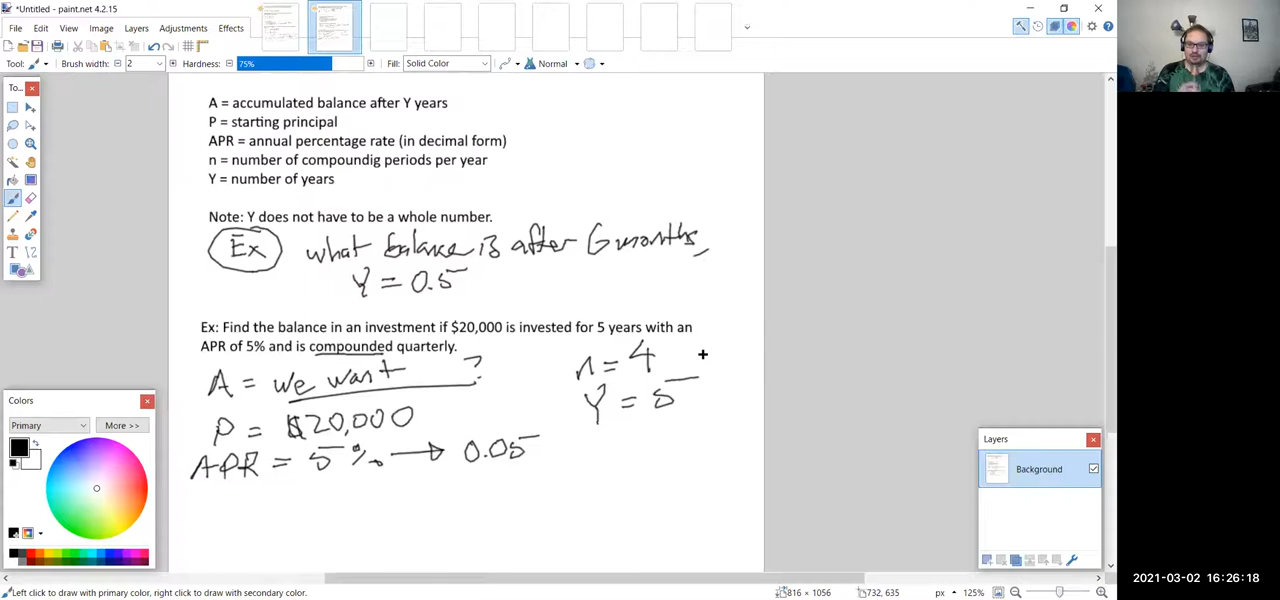 *Untitled - paint.net 4.2.15
File Edit View Image Layers Adjustments Effects
Tool: Brush width: 2 Hardness: 75% Fill: Solid Color Normal
To...
A = accumulated balance after Y years
P = starting principal
APR = annual percentage rate (in decimal form)
n = number of compoundig periods per year
Y = number of years
Note: Y does not have to be a whole number.
Ex what balance is after 6 months,
Y = 0.5
Ex: Find the balance in an investment if $20,000 is invested for 5 years with an
APR of 5% and is compounded quarterly.
A = we want ?
P = $20,000
APR = 5% → 0.05
n = 4
Y = 5
Colors
Primary More >>
Layers
Background
Left click to draw with primary color, right click to draw with secondary color.
816 x 1056 732, 635 px 125%
2021-03-02 16:26:18